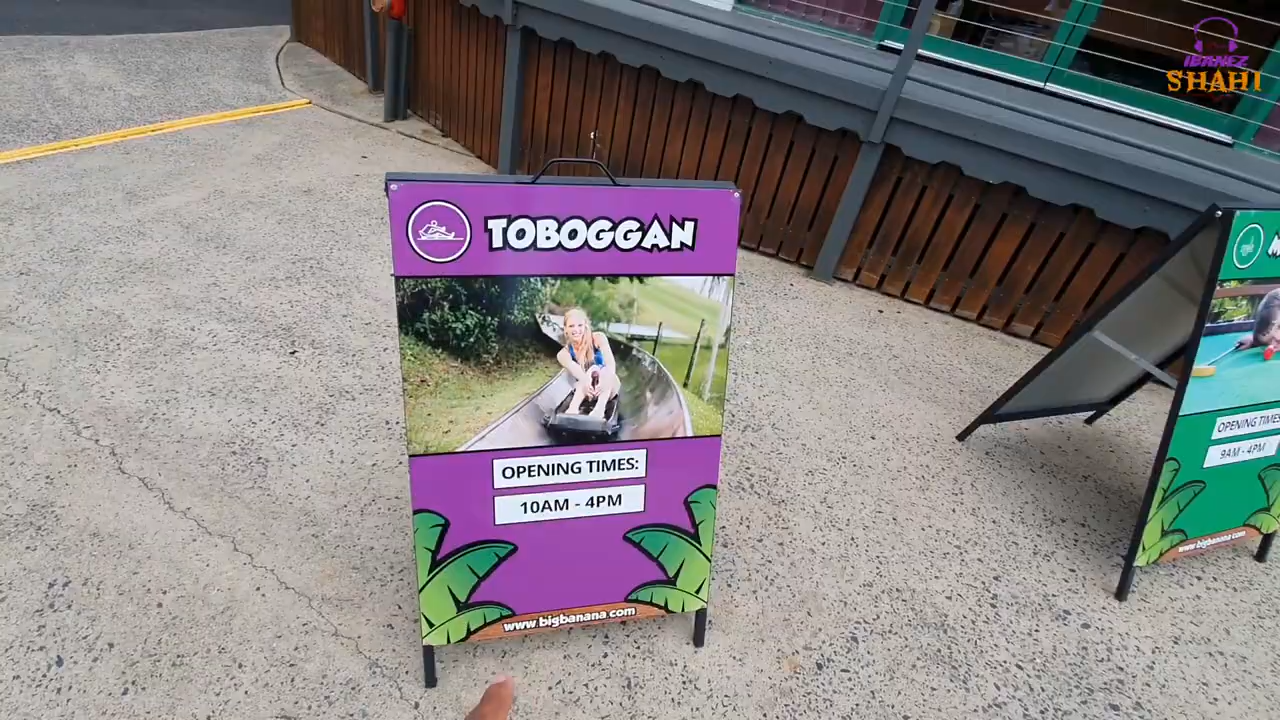 IBANEZ
SHAHI
TOBOGGAN
OPENING TIMES:
10AM - 4PM
www.bigbanana.com
OPENING TIMES
9AM - 4PM
www.bigbanana.com